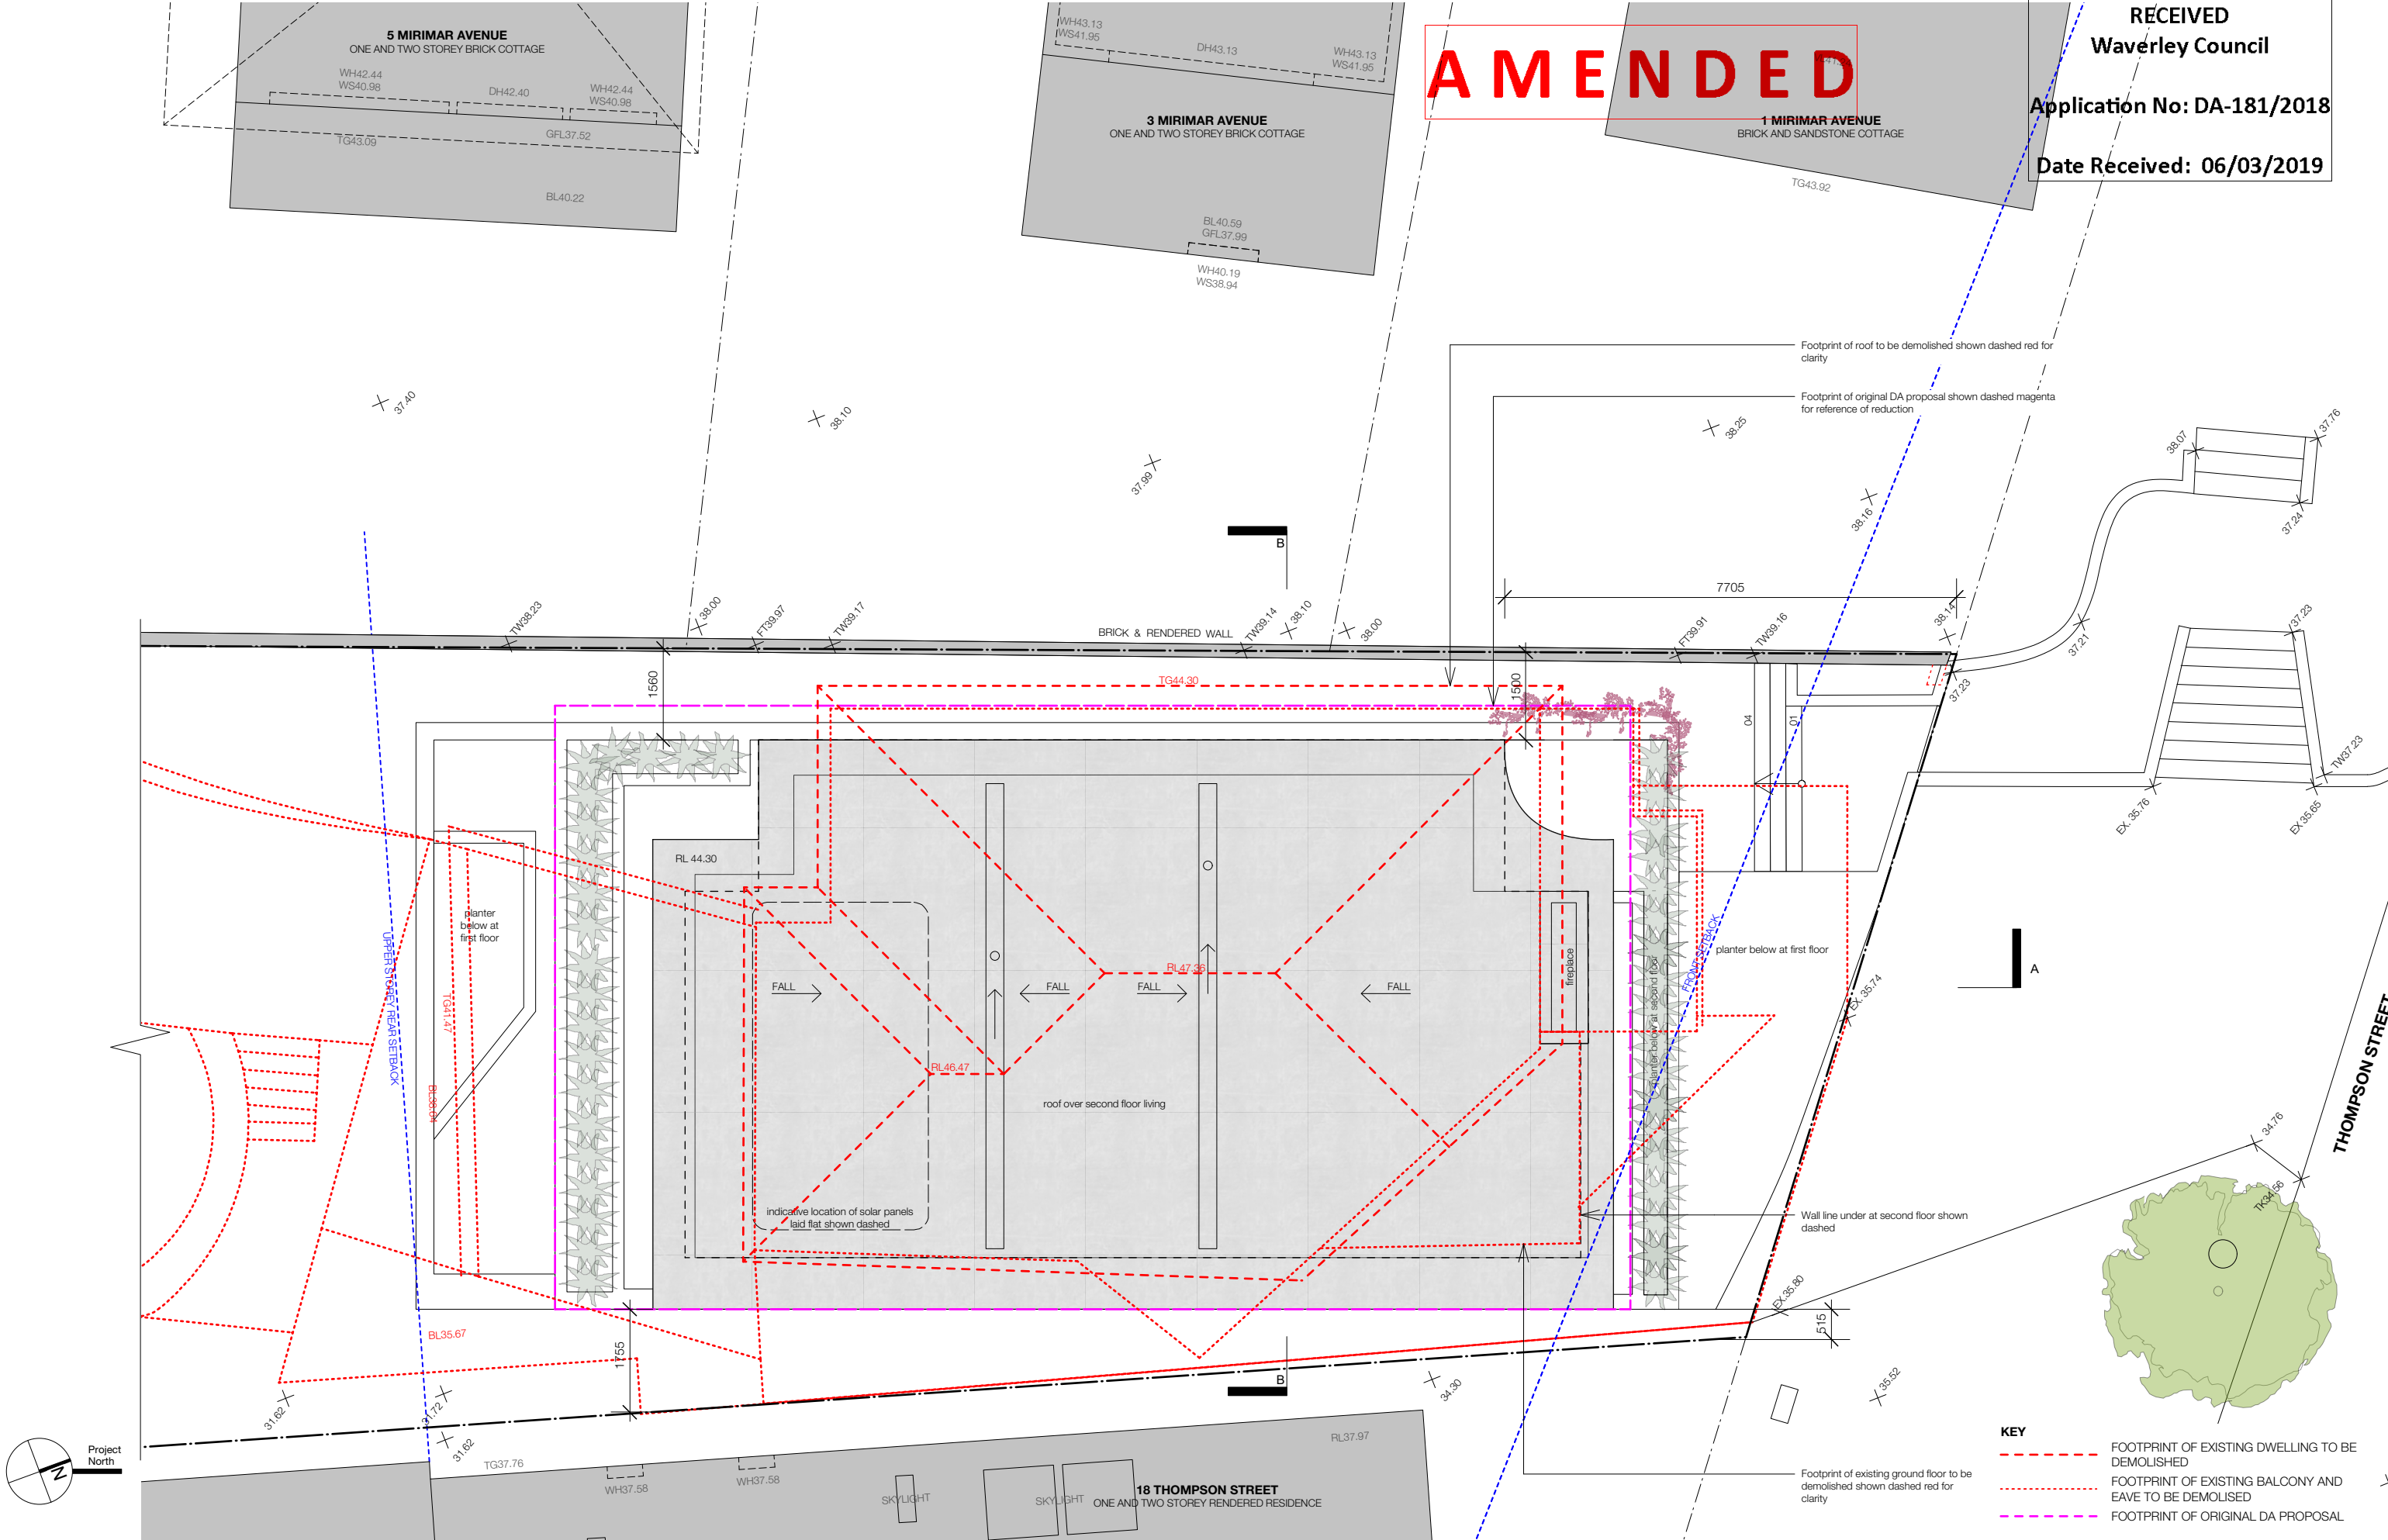 5 MIRIMAR AVENUE
ONE AND TWO STOREY BRICK COTTAGE
WH42.44
WS40.98
DH42.40
WH42.44
WS40.98
TG43.09
GFL37.52
BL40.22
WH43.13
WS41.95
DH43.13
WH43.13
WS41.95
3 MIRIMAR AVENUE
ONE AND TWO STOREY BRICK COTTAGE
BL40.59
GFL37.99
WH40.19
WS38.94
AMENDED
1 MIRIMAR AVENUE
BRICK AND SANDSTONE COTTAGE
TG43.92
RECEIVED
Waverley Council
Application No: DA-181/2018
Date Received: 06/03/2019
Footprint of roof to be demolished shown dashed red for
clarity
Footprint of original DA proposal shown dashed magenta
for reference of reduction
37.40
38.10
37.99
38.25
38.16
38.07
37.76
37.24
B
7705
TW38.23
38.00
FT39.97
TW39.17
BRICK & RENDERED WALL
TW39.14
38.10
38.00
FT39.91
TW39.16
38.14
37.21
37.23
37.23
TW37.23
EX. 35.76
EX 35.65
1560
TG44.30
1500
04
01
RL 44.30
planter
below at
first floor
UPPER STOREY REAR SETBACK
TG41.47
FALL
FALL
FALL
FALL
RL47.36
RL46.47
fireplace
planter below at second floor
FRONT SETBACK
planter below at first floor
EX. 35.74
A
THOMPSON STREET
roof over second floor living
indicative location of solar panels
laid flat shown dashed
Wall line under at second floor shown
dashed
34.76
TK34.56
EX.35.80
515
BL35.67
1755
31.62
31.72
31.62
B
34.30
35.52
Project
North
N
TG37.76
WH37.58
WH37.58
SKYLIGHT
SKYLIGHT
RL37.97
18 THOMPSON STREET
ONE AND TWO STOREY RENDERED RESIDENCE
Footprint of existing ground floor to be
demolished shown dashed red for
clarity
KEY
FOOTPRINT OF EXISTING DWELLING TO BE
DEMOLISHED
FOOTPRINT OF EXISTING BALCONY AND
EAVE TO BE DEMOLISED
FOOTPRINT OF ORIGINAL DA PROPOSAL